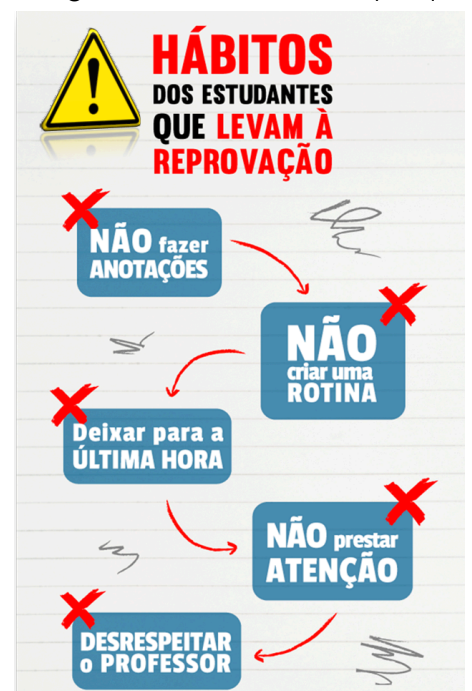 HÁBITOS
DOS ESTUDANTES
QUE LEVAM À
REPROVAÇÃO
NÃO fazer
ANOTAÇÕES
NÃO
criar uma
ROTINA
Deixar para a
ÚLTIMA HORA
NÃO prestar
ATENÇÃO
DESRESPEITAR
o PROFESSOR